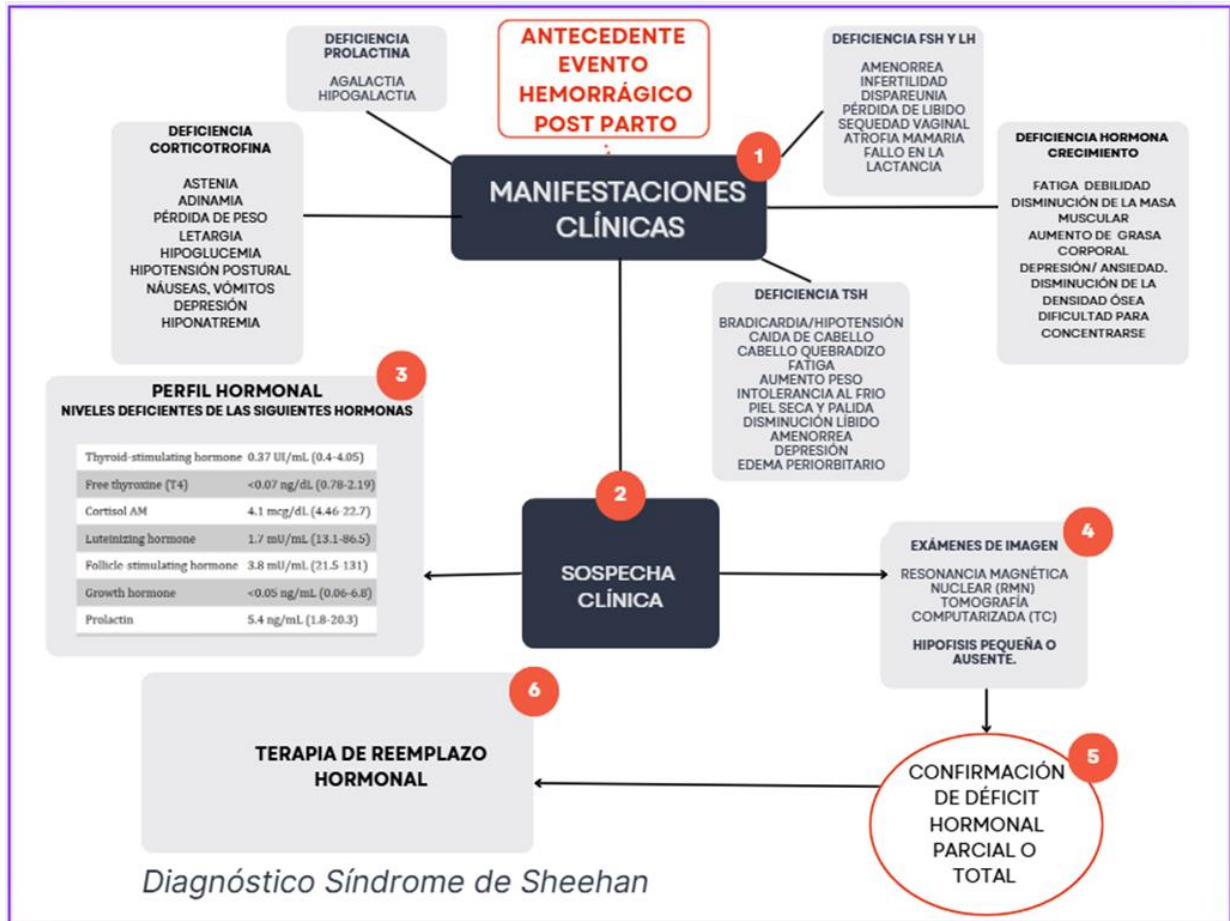 ANTECEDENTE
EVENTO
HEMORRÁGICO
POST PARTO
1
MANIFESTACIONES
CLÍNICAS
DEFICIENCIA
PROLACTINA
AGALACTIA
HIPOGALACTIA
DEFICIENCIA
CORTICOTROFINA
ASTENIA
ADINAMIA
PÉRDIDA DE PESO
LETARGIA
HIPOGLUCEMIA
HIPOTENSIÓN POSTURAL
NÁUSEAS, VÓMITOS
DEPRESIÓN
HIPONATREMIA
DEFICIENCIA FSH Y LH
AMENORREA
INFERTILIDAD
DISPAREUNIA
PÉRDIDA DE LIBIDO
SEQUEDAD VAGINAL
ATROFIA MAMARIA
FALLO EN LA
LACTANCIA
DEFICIENCIA HORMONA
CRECIMIENTO
FATIGA DEBILIDAD
DISMINUCIÓN DE LA MASA
MUSCULAR
AUMENTO DE GRASA
CORPORAL
DEPRESIÓN/ ANSIEDAD.
DISMINUCIÓN DE LA
DENSIDAD ÓSEA
DIFICULTAD PARA
CONCENTRARSE
DEFICIENCIA TSH
BRADICARDIA/HIPOTENSIÓN
CAIDA DE CABELLO
CABELLO QUEBRADIZO
FATIGA
AUMENTO PESO
INTOLERANCIA AL FRIO
PIEL SECA Y PALIDA
DISMINUCIÓN LÍBIDO
AMENORREA
DEPRESIÓN
EDEMA PERIORBITARIO
2
SOSPECHA
CLÍNICA
3
PERFIL HORMONAL
NIVELES DEFICIENTES DE LAS SIGUIENTES HORMONAS
Thyroid-stimulating hormone 0.37 UI/mL (0.4-4.05)
Free thyroxine (T4) <0.07 ng/dL (0.78-2.19)
Cortisol AM 4.1 mcg/dL (4.46-22.7)
Luteinizing hormone 1.7 mU/mL (13.1-86.5)
Follicle-stimulating hormone 3.8 mU/mL (21.5-131)
Growth hormone <0.05 ng/mL (0.06-6.8)
Prolactin 5.4 ng/mL (1.8-20.3)
4
EXÁMENES DE IMAGEN
RESONANCIA MAGNÉTICA
NUCLEAR (RMN)
TOMOGRAFÍA
COMPUTARIZADA (TC)
HIPOFISIS PEQUEÑA O
AUSENTE.
5
CONFIRMACIÓN
DE DÉFICIT
HORMONAL
PARCIAL O
TOTAL
6
TERAPIA DE REEMPLAZO
HORMONAL
Diagnóstico Síndrome de Sheehan